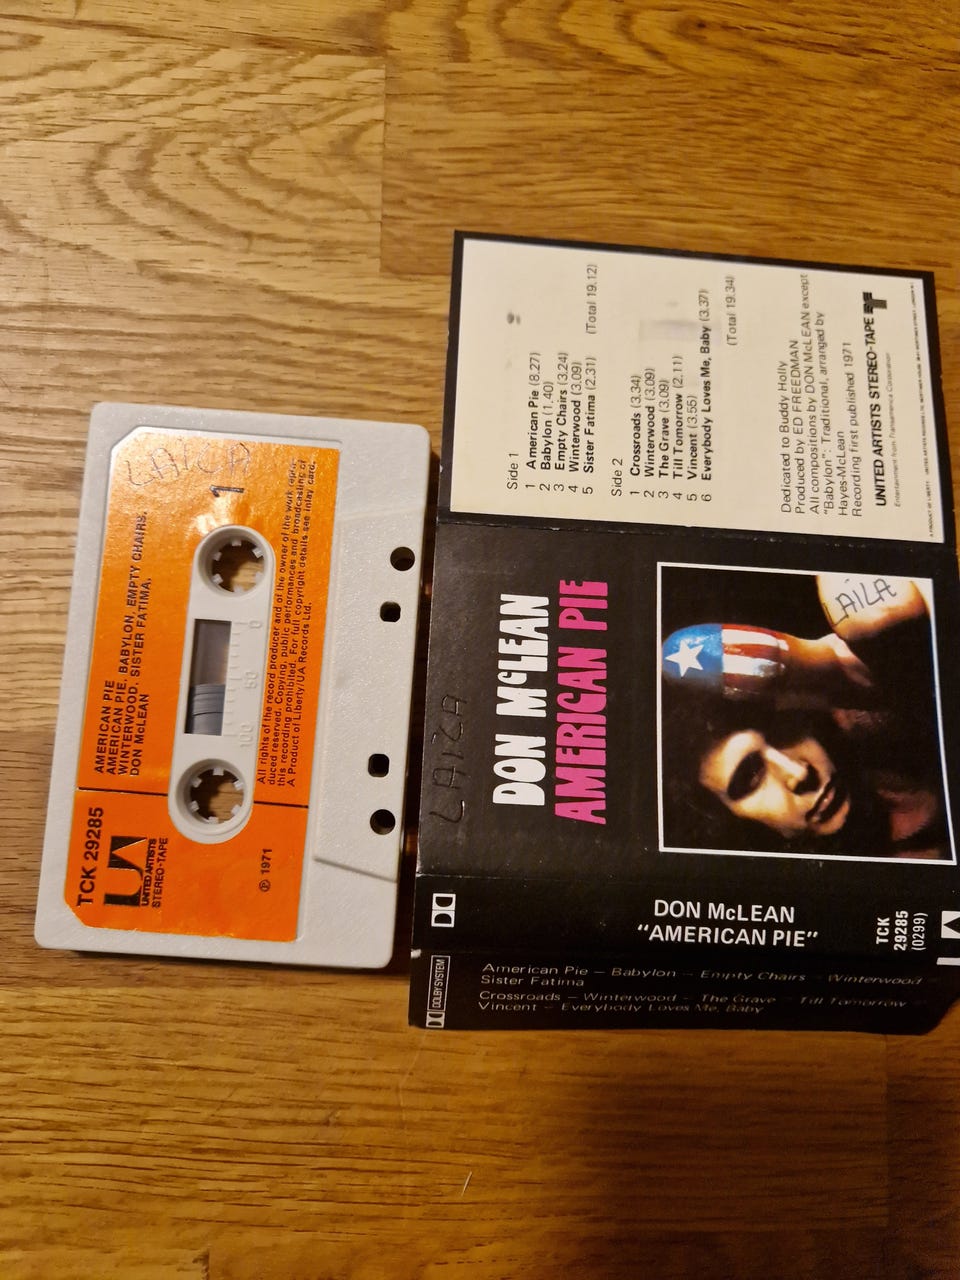 LAILA
1
AMERICAN PIE
AMERICAN PIE, BABYLON, EMPTY CHAIRS,
WINTERWOOD, SISTER FATIMA,
DON McLEAN
TCK 29285
UNITED ARTISTS
STEREO-TAPE
℗ 1971
0
50
100
All rights of the record producer and of the owner of the work repro-
duced reserved. Copying, public performances and broadcasting of
this recording prohibited. For full copyright details see inlay card.
A Product of Liberty/UA Records Ltd.
Side 1
1 American Pie (8.27)
2 Babylon (1.40)
3 Empty Chairs (3.24)
4 Winterwood (3.09)
5 Sister Fatima (2.31) (Total 19.12)
Side 2
1 Crossroads (3.34)
2 Winterwood (3.09)
3 The Grave (3.09)
4 Till Tomorrow (2.11)
5 Vincent (3.55)
6 Everybody Loves Me, Baby (3.37)
(Total 19.34)
Dedicated to Buddy Holly
Produced by ED FREEDMAN
All compositions by DON McLEAN except
"Babylon": Traditional, arranged by
Hayes-McLean
Recording first published 1971
UNITED ARTISTS STEREO-TAPE
Entertainment from Transamerica Corporation
LAILA
DON McLEAN
AMERICAN PIE
LAILA
DON McLEAN
"AMERICAN PIE"
TCK
29285
(0299)
DOLBY SYSTEM
American Pie – Babylon – Empty Chairs – Winterwood –
Sister Fatima
Crossroads – Winterwood – The Grave – Till Tomorrow –
Vincent – Everybody Loves Me, Baby